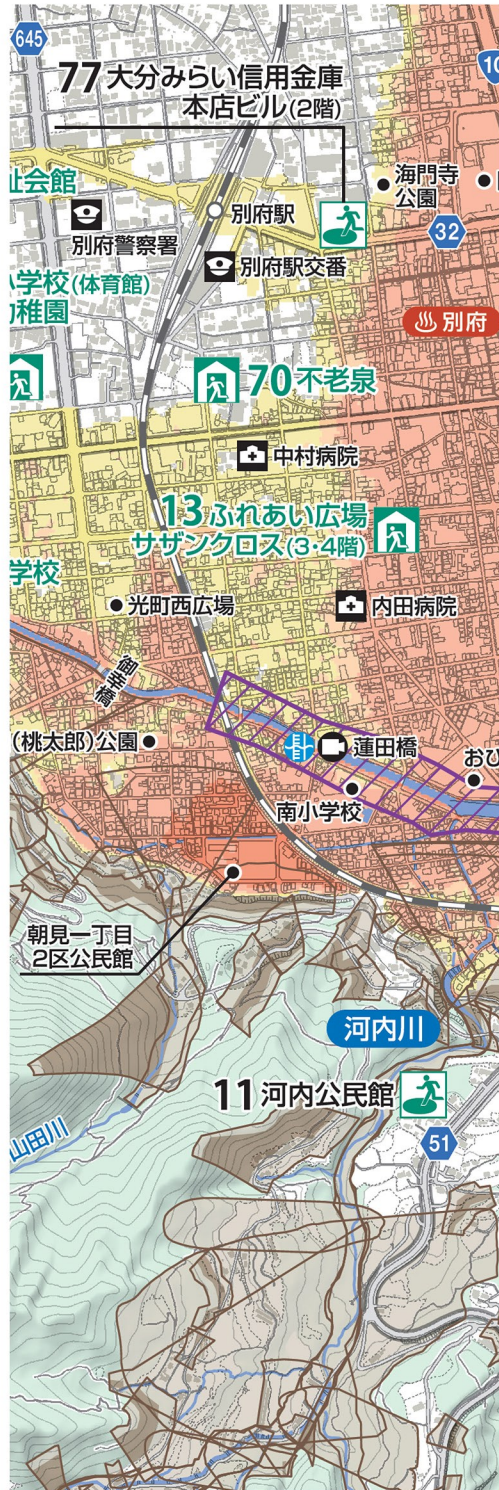 645
10
77 大分みらい信用金庫
本店ビル(2階)
祉会館
海門寺
公園
別府駅
32
別府警察署
別府駅交番
小学校(体育館)
幼稚園
別府
70 不老泉
中村病院
13 ふれあい広場
サザンクロス(3・4階)
学校
光町西広場
内田病院
御幸橋
(桃太郎)公園
蓮田橋
おひ
南小学校
朝見一丁目
2区公民館
河内川
11 河内公民館
山田川
51